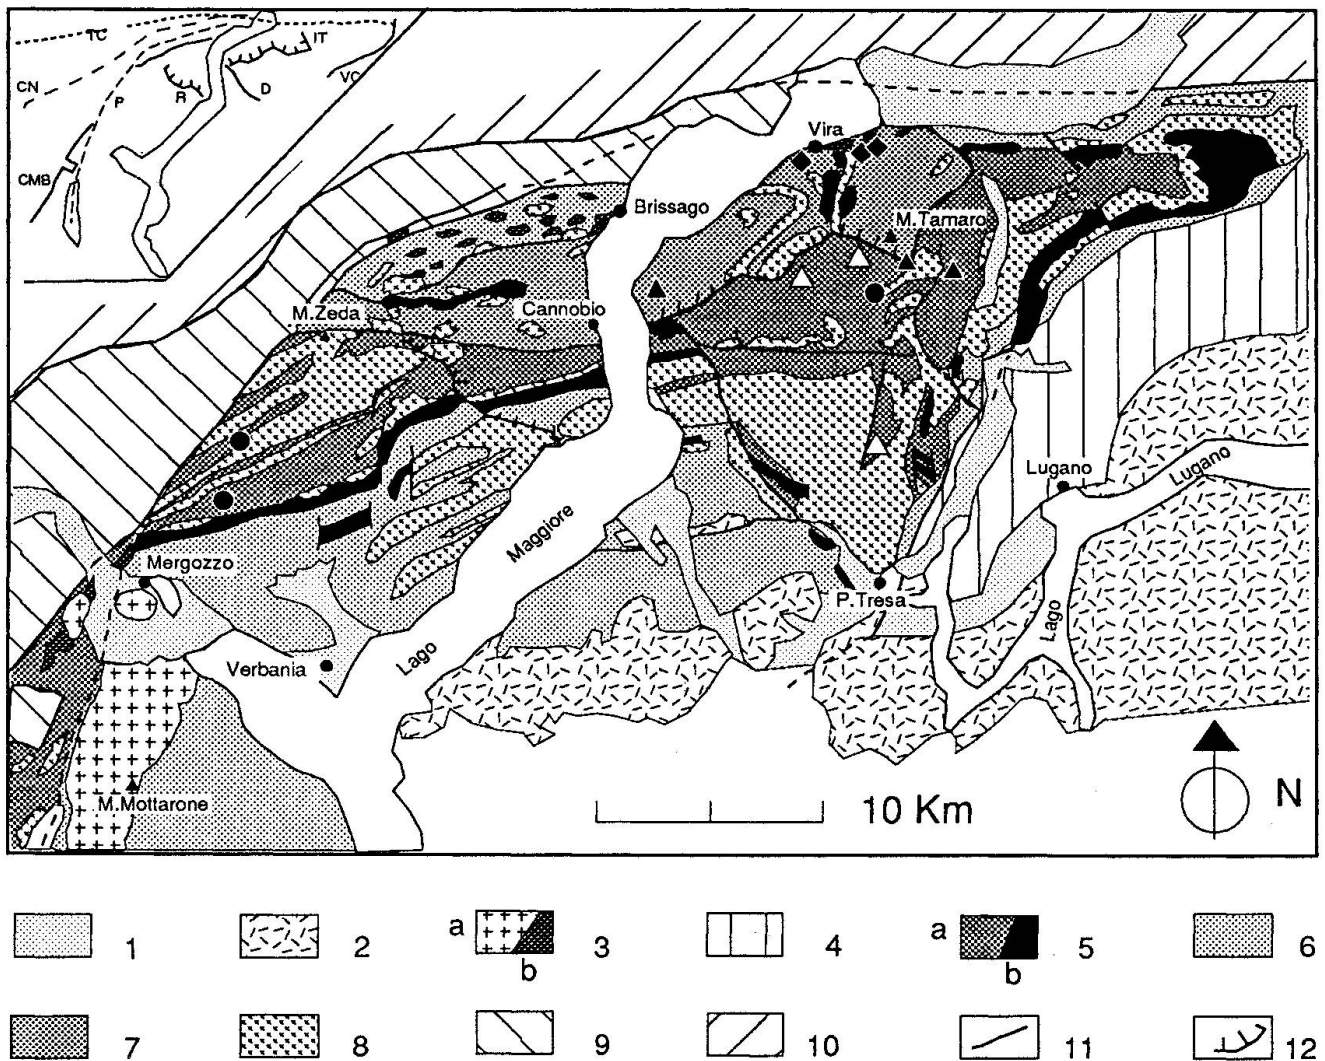 TC
IT
CN
VC
P
R
D
CMB
Vira
Brissago
M.Tamaro
M.Zeda
Cannobio
Lugano
Lugano
Maggiore
Mergozzo
P.Tresa
Lago
Verbania
Lago
M.Mottarone
10 Km
N
1
2
a
b
3
4
a
b
5
6
7
8
9
10
11
12